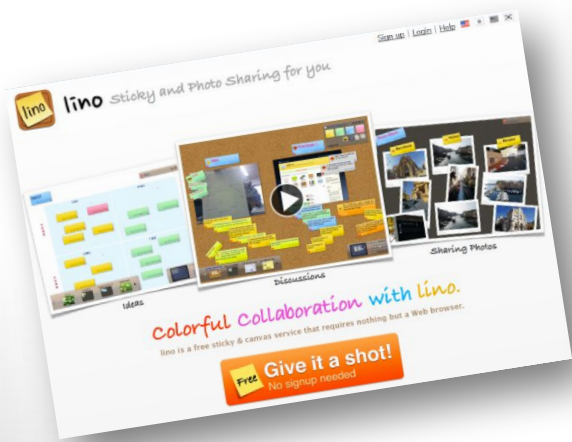 Sign up | Login | Help
lino
lino Sticky and Photo Sharing for you
Ideas
Discussions
Sharing Photos
Colorful Collaboration with lino.
lino is a free sticky & canvas service that requires nothing but a Web browser.
Free
Give it a shot!
No signup needed